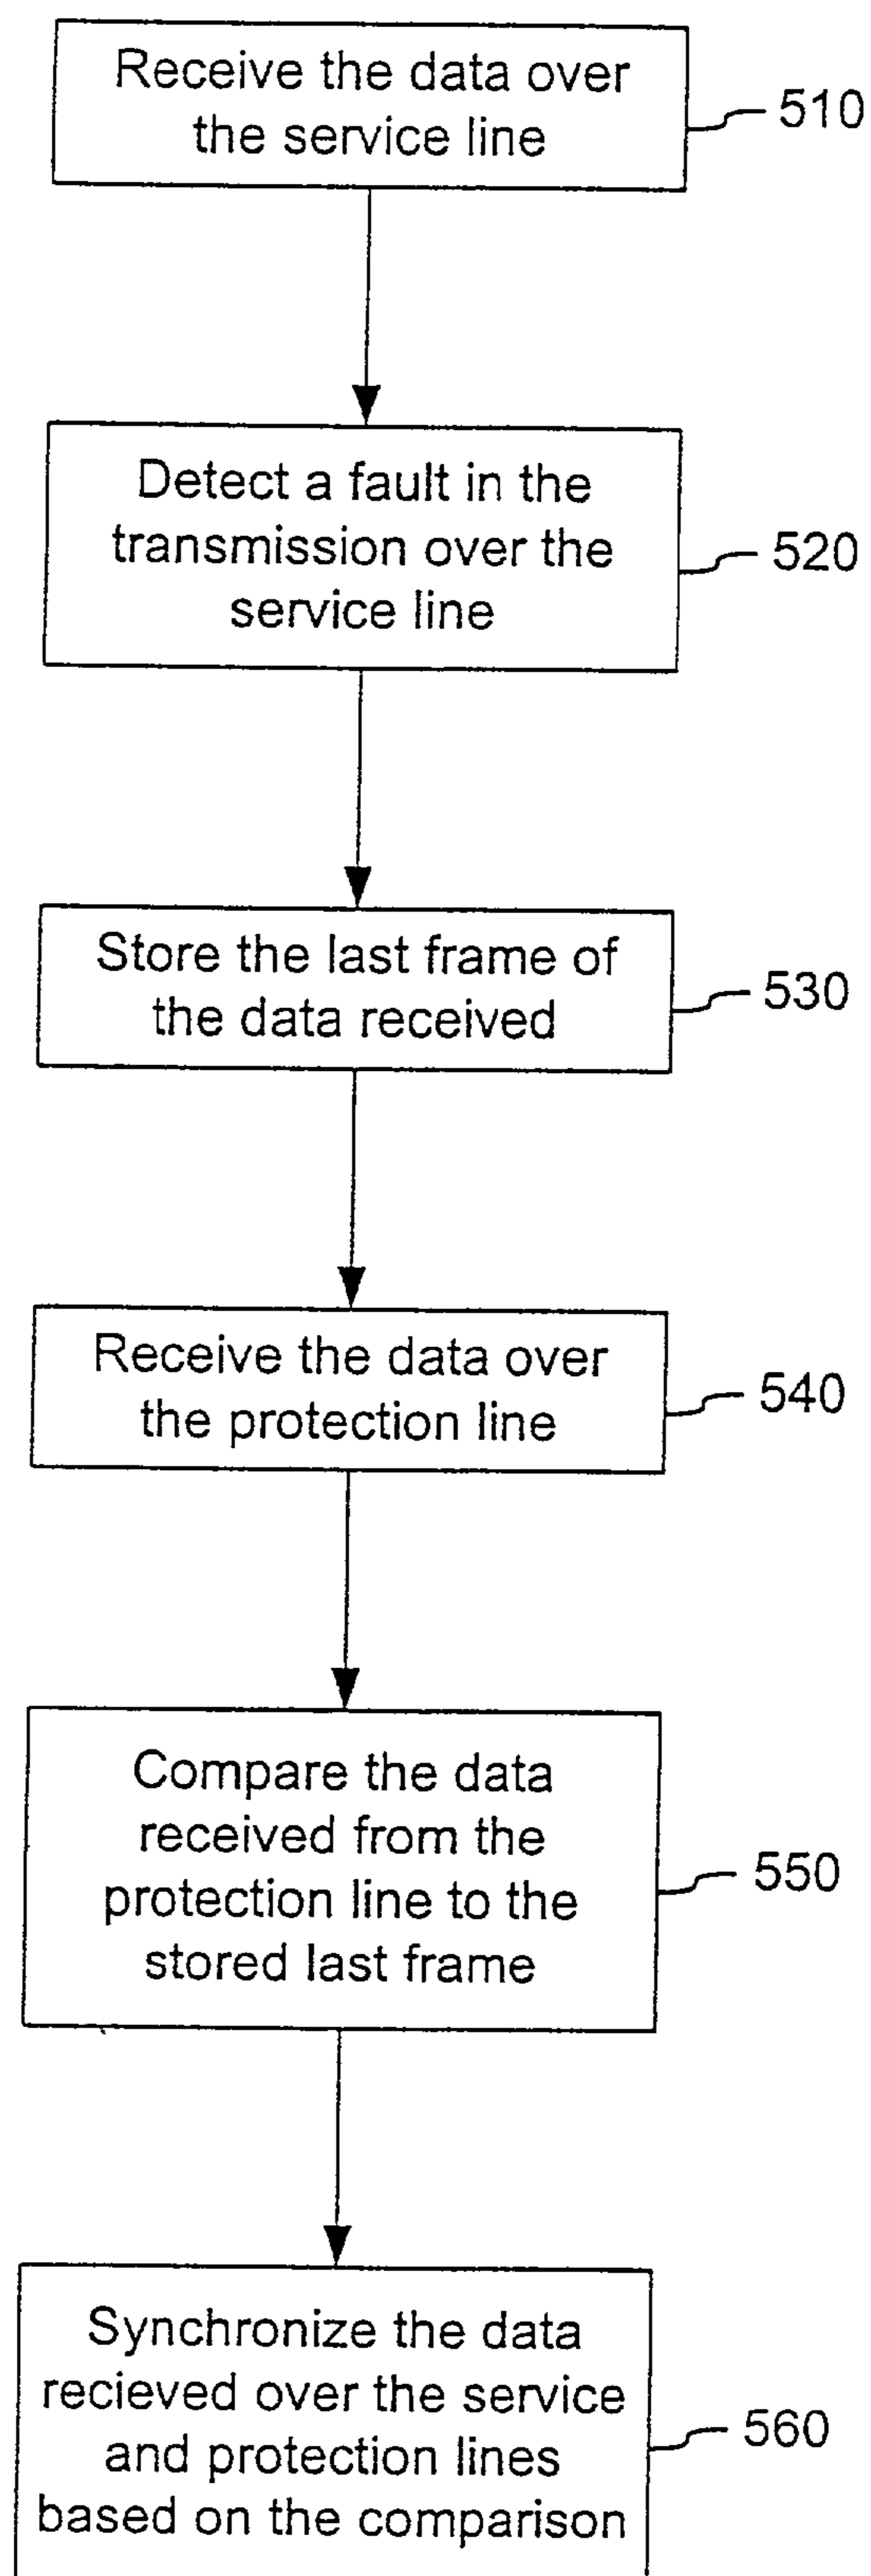 Receive the data over
the service line
510
Detect a fault in the
transmission over the
service line
520
Store the last frame of
the data received
530
Receive the data over
the protection line
540
Compare the data
received from the
protection line to the
stored last frame
550
Synchronize the data
recieved over the service
and protection lines
based on the comparison
560